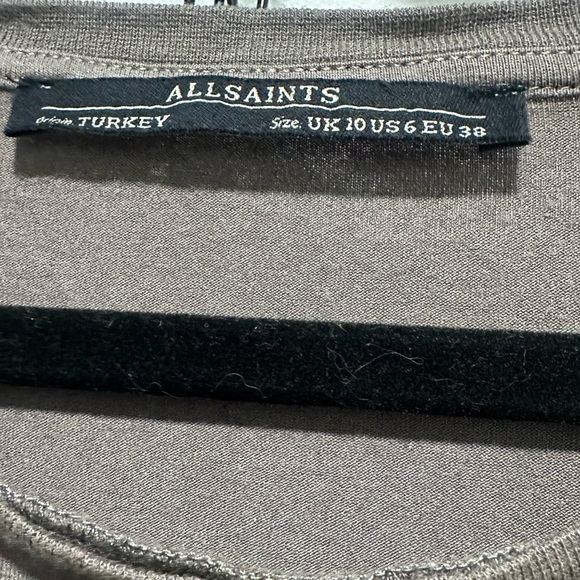 ALLSAINTS
Origin. TURKEY Size. UK 10 US 6 EU 38